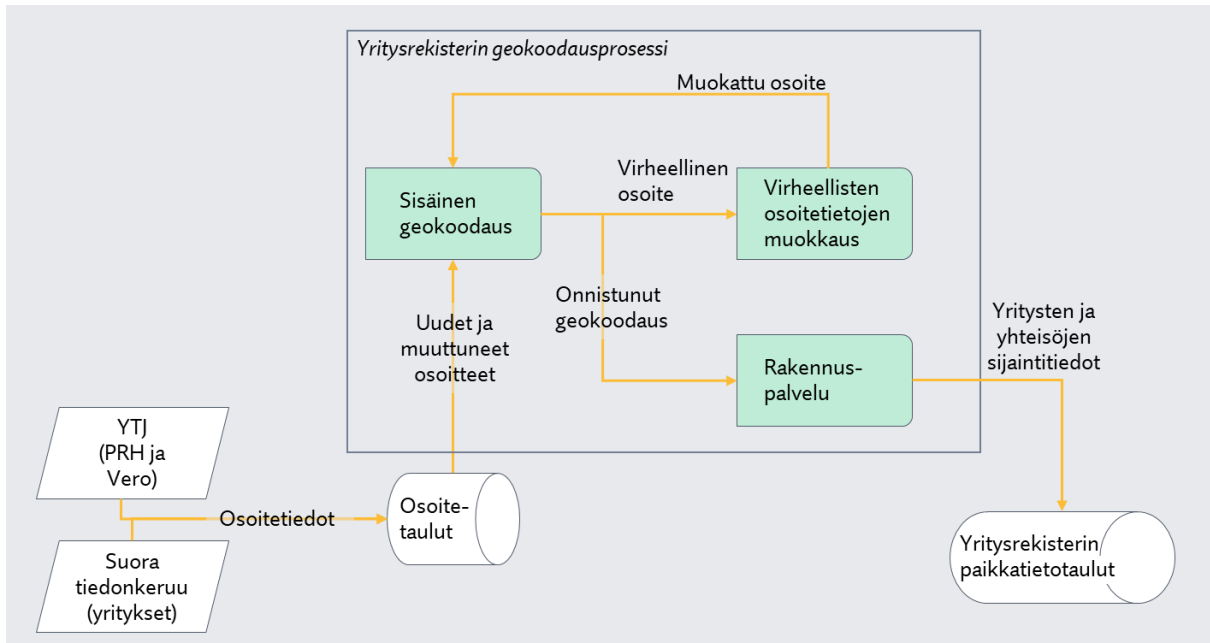 Yritysrekisterin geokoodausprosessi
Muokattu osoite
Sisäinen
geokoodaus
Virheellinen
osoite
Virheellisten
osoitetietojen
muokkaus
Uudet ja
muuttuneet
osoitteet
Onnistunut
geokoodaus
Rakennus-
palvelu
Yritysten ja
yhteisöjen
sijaintitiedot
YTJ
(PRH ja
Vero)
Osoitetiedot
Osoite-
taulut
Suora
tiedonkeruu
(yritykset)
Yritysrekisterin
paikkatietotaulut